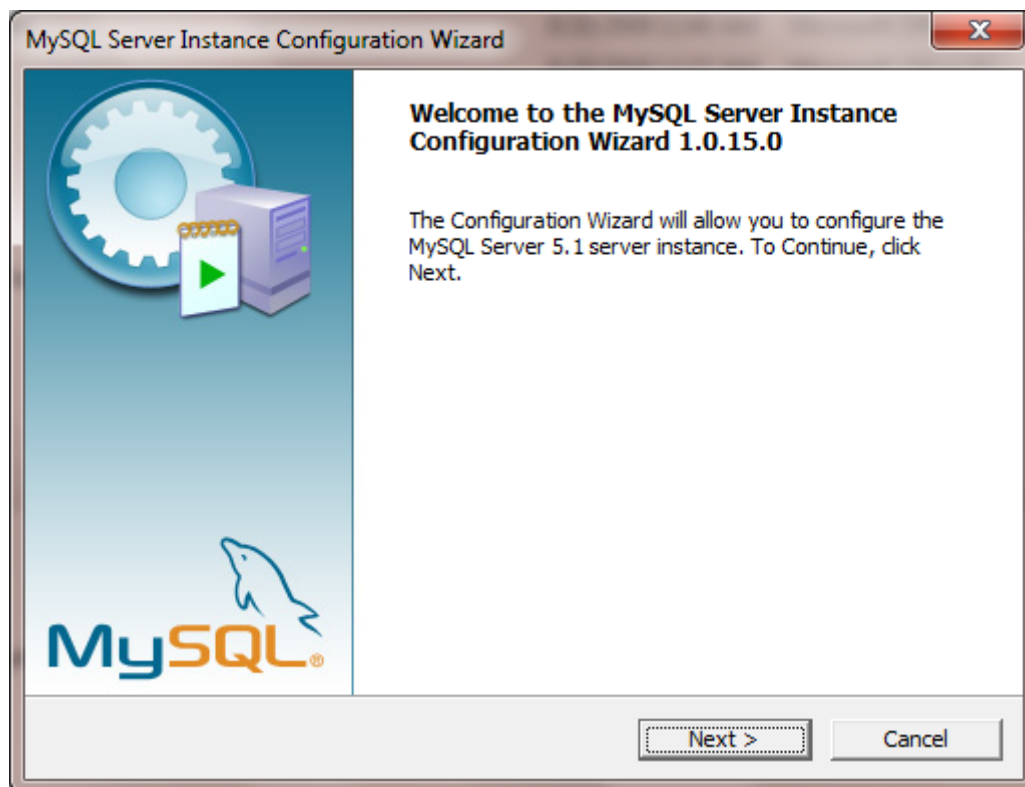 MySQL Server Instance Configuration Wizard
Welcome to the MySQL Server Instance
Configuration Wizard 1.0.15.0
The Configuration Wizard will allow you to configure the
MySQL Server 5.1 server instance. To Continue, click
Next.
MySQL®
Next >
Cancel